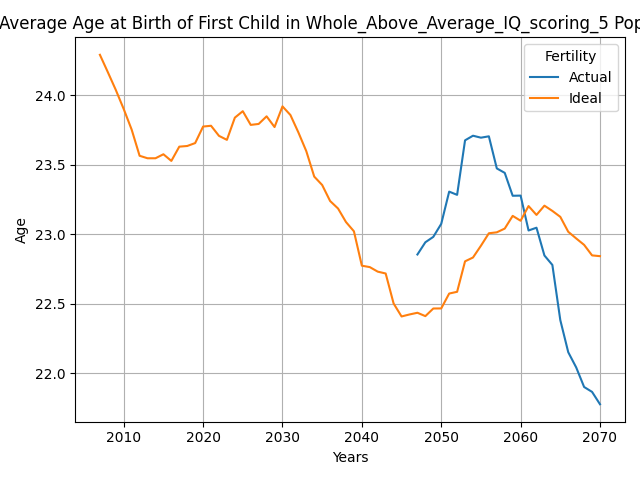 Average Age at Birth of First Child in Whole_Above_Average_IQ_scoring_5 Pop
Fertility
Actual
Ideal
24.0
23.5
23.0
22.5
22.0
Age
2010 2020 2030 2040 2050 2060 2070
Years